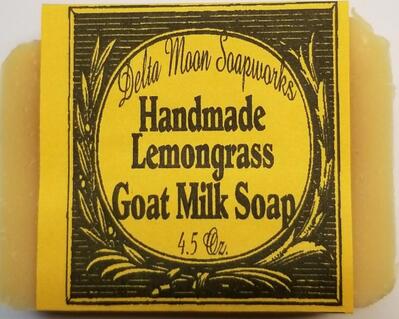 Delta Moon Soapworks
Handmade
Lemongrass
Goat Milk Soap
4.5 Oz.